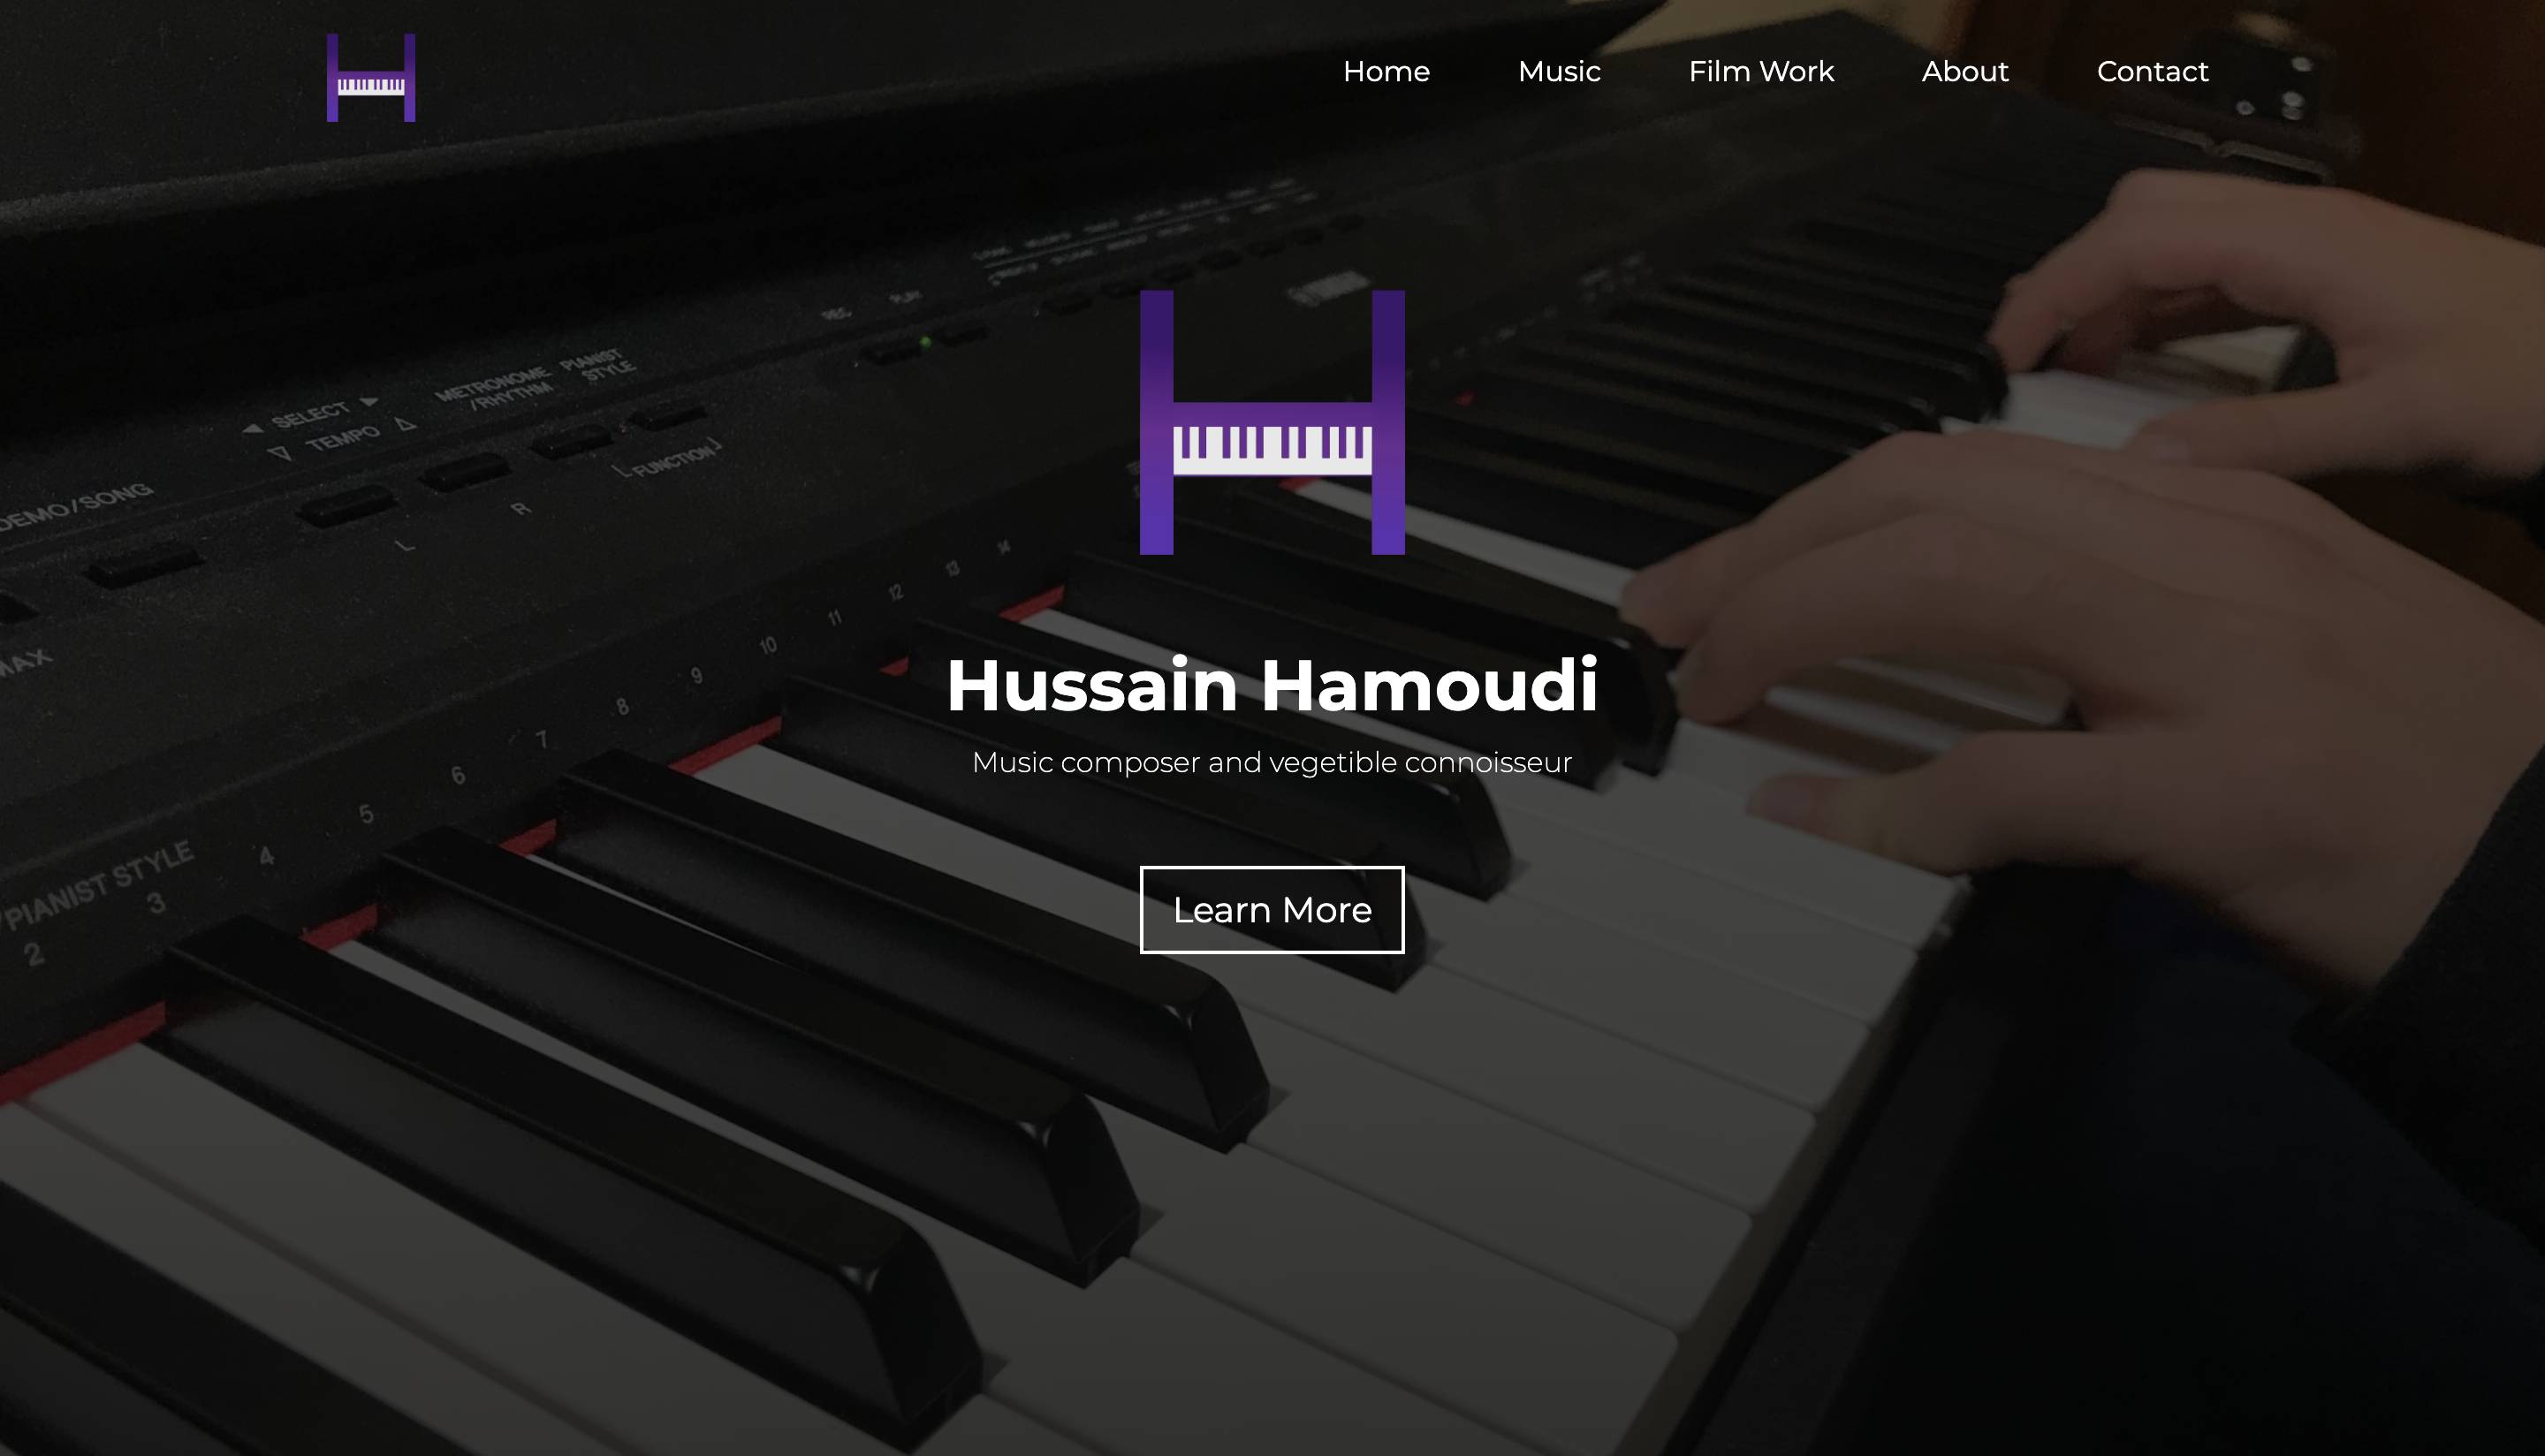 Home Music Film Work About Contact
REC PLAY
METRONOME PIANIST
/RHYTHM STYLE
◀ SELECT ▶
▽ TEMPO △
FUNCTION
DEMO/SONG
L R
MAX
Hussain Hamoudi
Music composer and vegetible connoisseur
PIANIST STYLE
2 3 4 5 6 7 8 9 10 11 12 13 14
Learn More